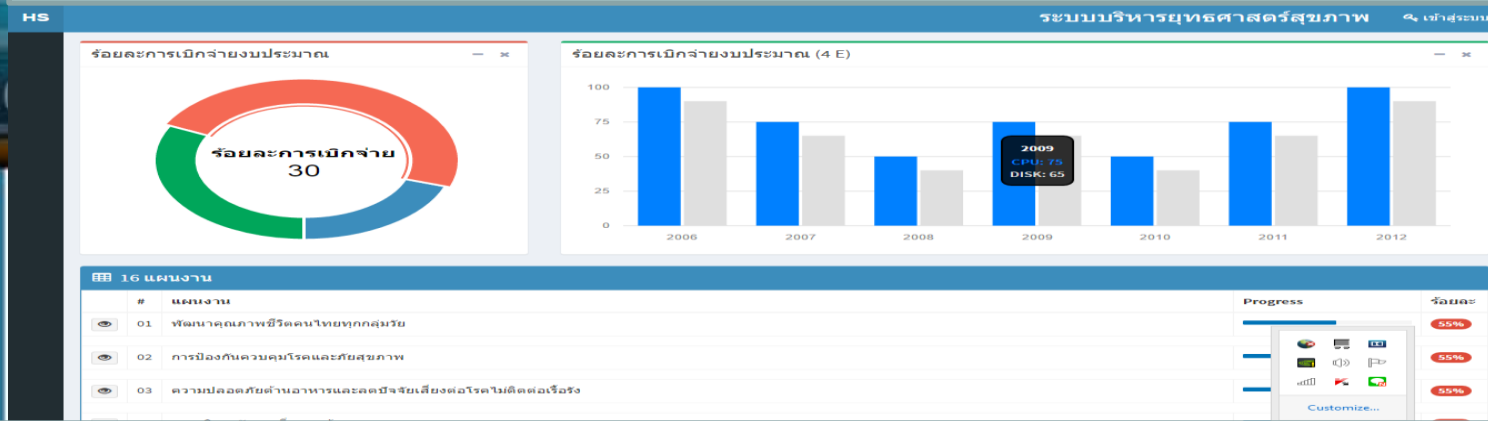 HS
ระบบบริหารยุทธศาสตร์สุขภาพ
เข้าสู่ระบบ
ร้อยละการเบิกจ่ายงบประมาณ
ร้อยละการเบิกจ่าย
30
ร้อยละการเบิกจ่ายงบประมาณ (4 E)
100
75
50
25
0
2009
CPU: 75
DISK: 65
2006 2007 2008 2009 2010 2011 2012
16 แผนงาน
# แผนงาน Progress ร้อยละ
01 พัฒนาคุณภาพชีวิตคนไทยทุกกลุ่มวัย 55%
02 การป้องกันควบคุมโรคและภัยสุขภาพ 55%
03 ความปลอดภัยด้านอาหารและลดปัจจัยเสี่ยงต่อโรคไม่ติดต่อเรื้อรัง 55%
Customize...